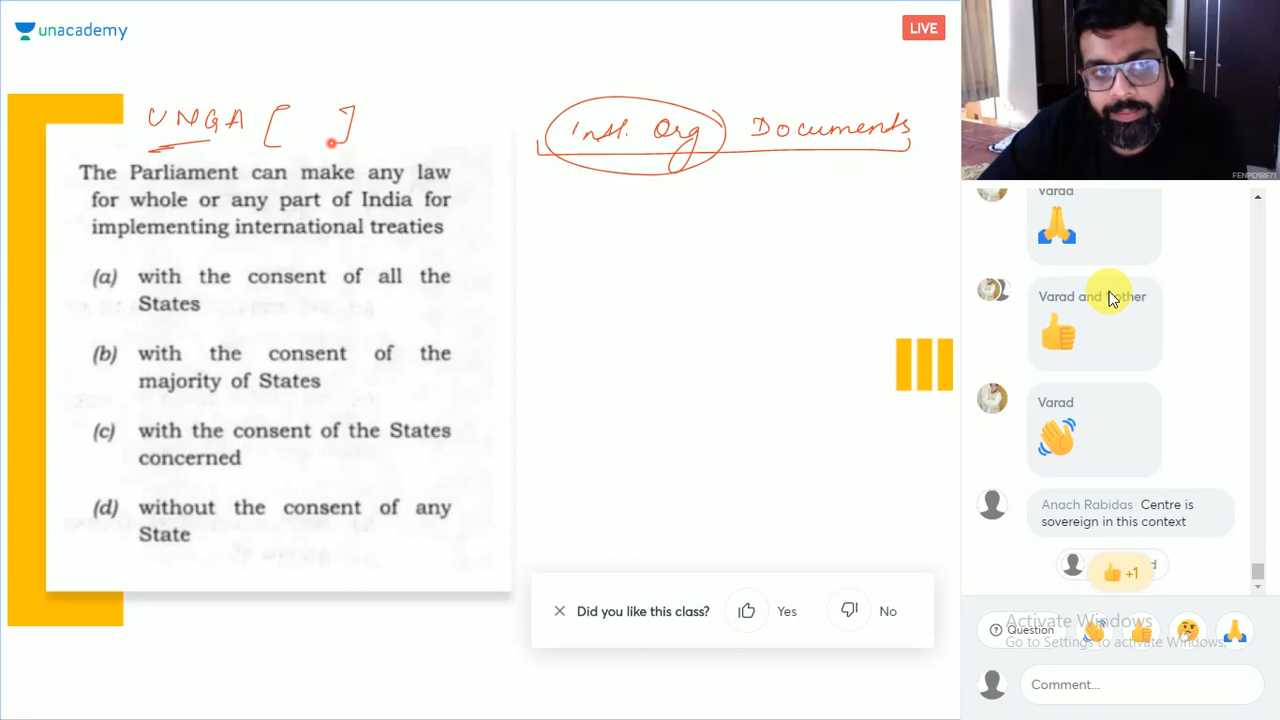 unacademy
LIVE
UNGA [ ]
Intl. Org Documents
The Parliament can make any law
for whole or any part of India for
implementing international treaties
(a) with the consent of all the
States
(b) with the consent of the
majority of States
(c) with the consent of the States
concerned
(d) without the consent of any
State
Did you like this class?
Yes
No
FENPD1RF71
Varad
Varad and
Varad
Anach Rabidas Centre is
sovereign in this context
+1
Activate Windows
Question
Go to Settings to activate Windows.
Comment...